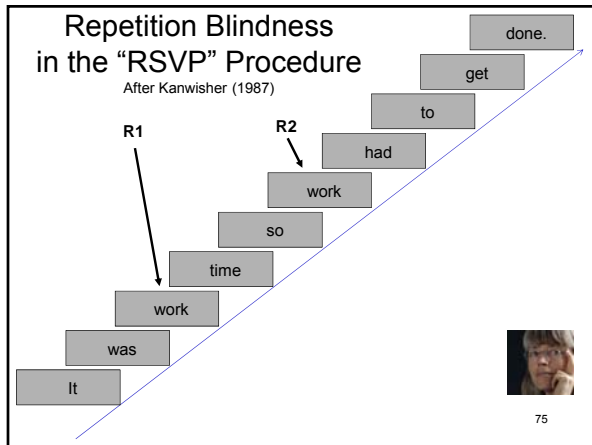 Repetition Blindness
in the “RSVP” Procedure
After Kanwisher (1987)
done.
get
to
R1
R2
had
work
so
time
work
was
It
75